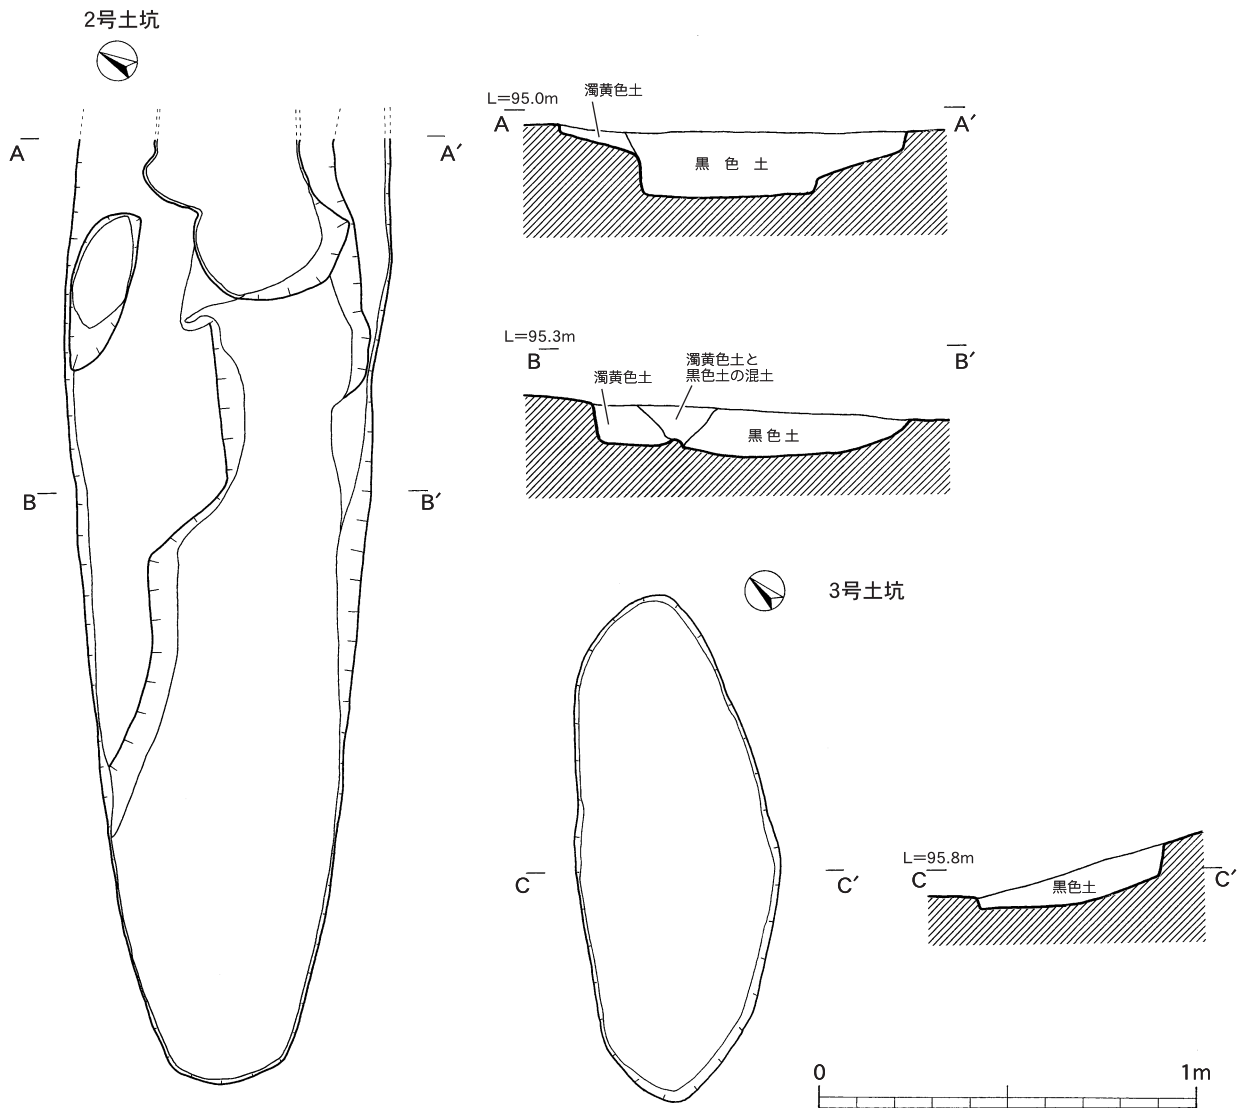 2号土坑
L=95.0m
濁黄色土
A
A′
A
A′
黒色土
L=95.3m
B
B′
濁黄色土
濁黄色土と
黒色土の混土
黒色土
B
B′
3号土坑
L=95.8m
C
C′
C
C′
黒色土
0
1m